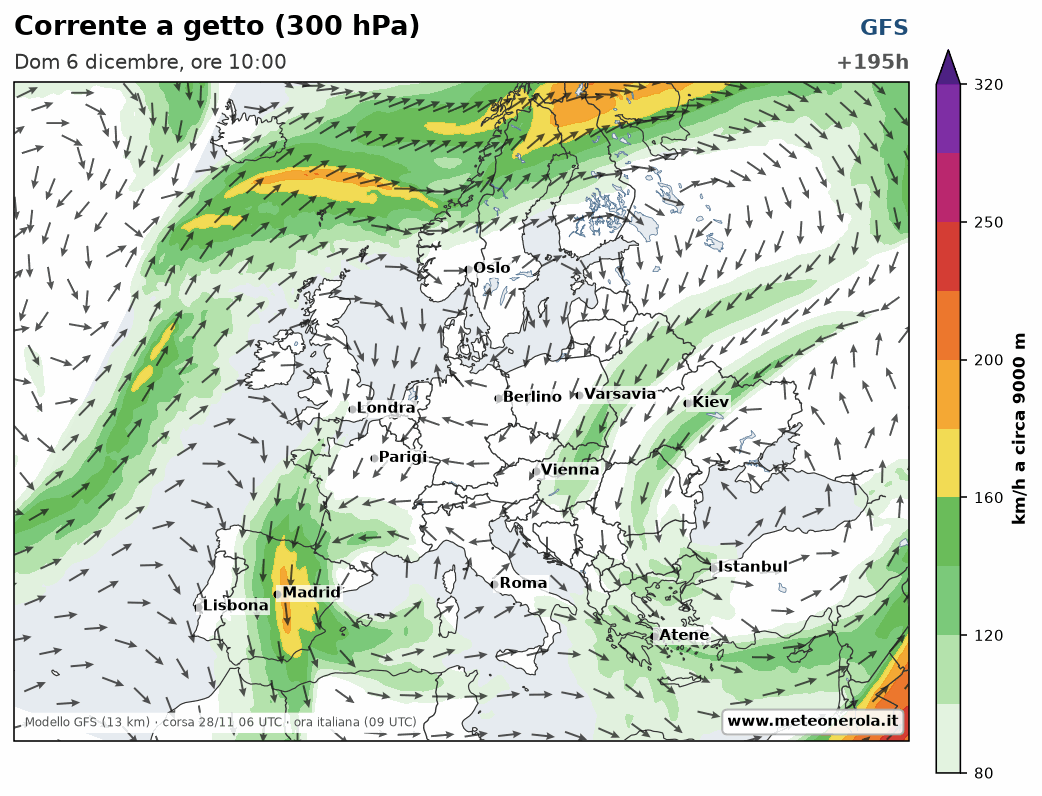 Corrente a getto (300 hPa)
GFS
Dom 6 dicembre, ore 10:00
+195h
320
250
200
160
120
80
km/h a circa 9000 m
Oslo
Berlino
Varsavia
Kiev
Londra
Parigi
Vienna
Istanbul
Madrid
Roma
Lisbona
Atene
Modello GFS (13 km) · corsa 28/11 06 UTC · ora italiana (09 UTC)
www.meteonerola.it